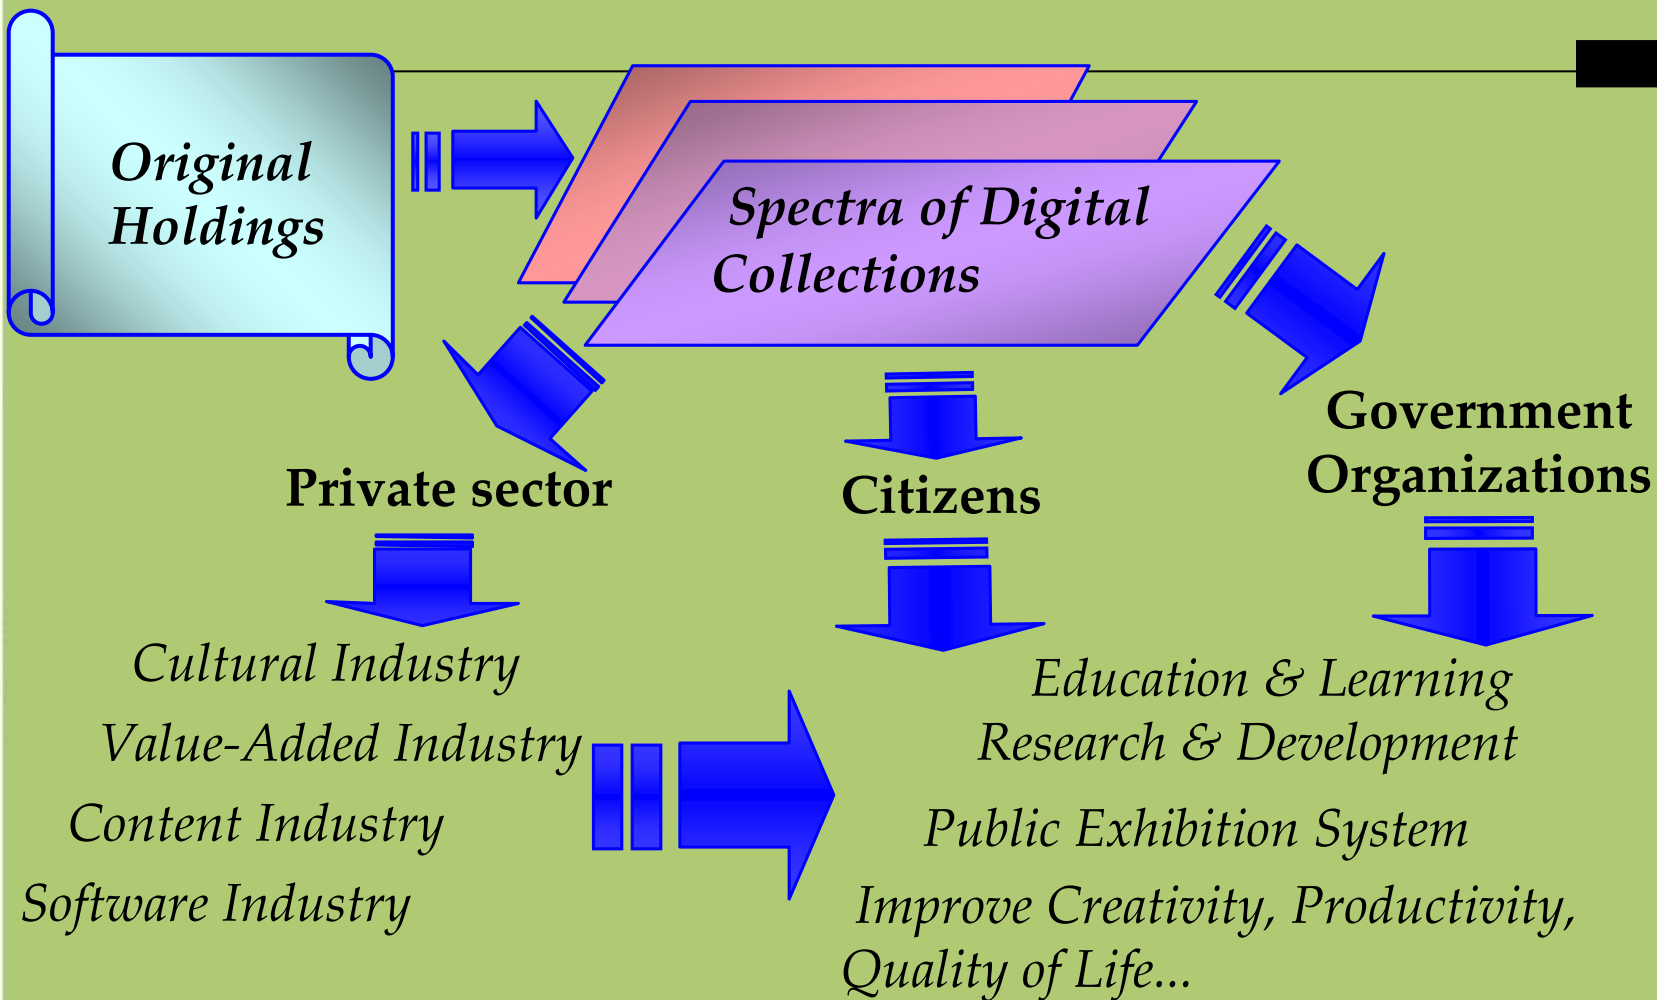 Original
Holdings
Spectra of Digital
Collections
Private sector
Citizens
Government
Organizations
Cultural Industry
Value-Added Industry
Content Industry
Software Industry
Education & Learning
Research & Development
Public Exhibition System
Improve Creativity, Productivity,
Quality of Life...